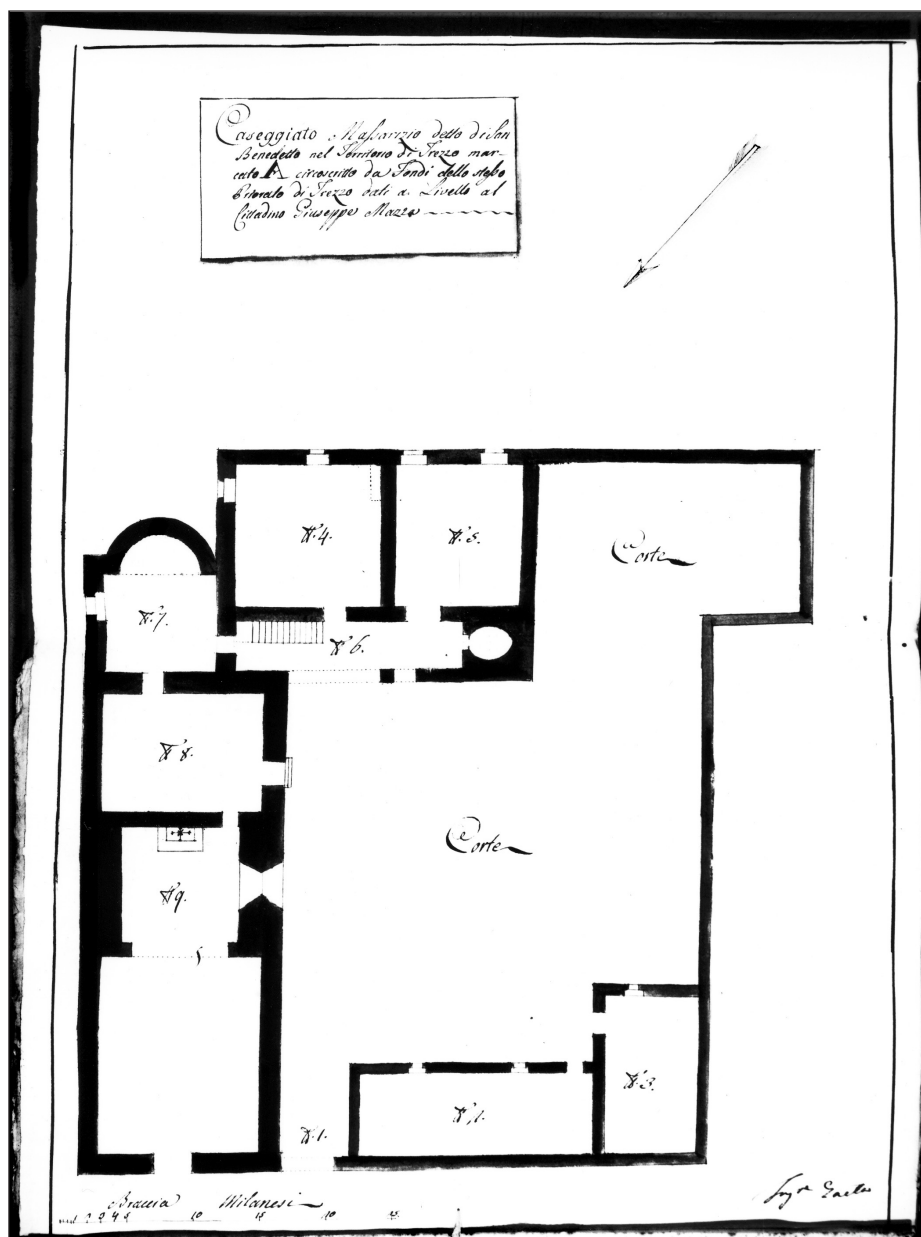 Caseggiato Massarizio detto di San
Benedetto nel Territorio di Trezzo mar-
cato A circoscritto da Fondi dello stesso
Priorato di Trezzo dati a Livello al
Cittadino Giuseppe Mazza
N.4.
N.5.
Corte
N.7.
N.6.
N.8.
Corte
N.9.
N.3.
N.1.
Braccia Milanesi
Ing.re